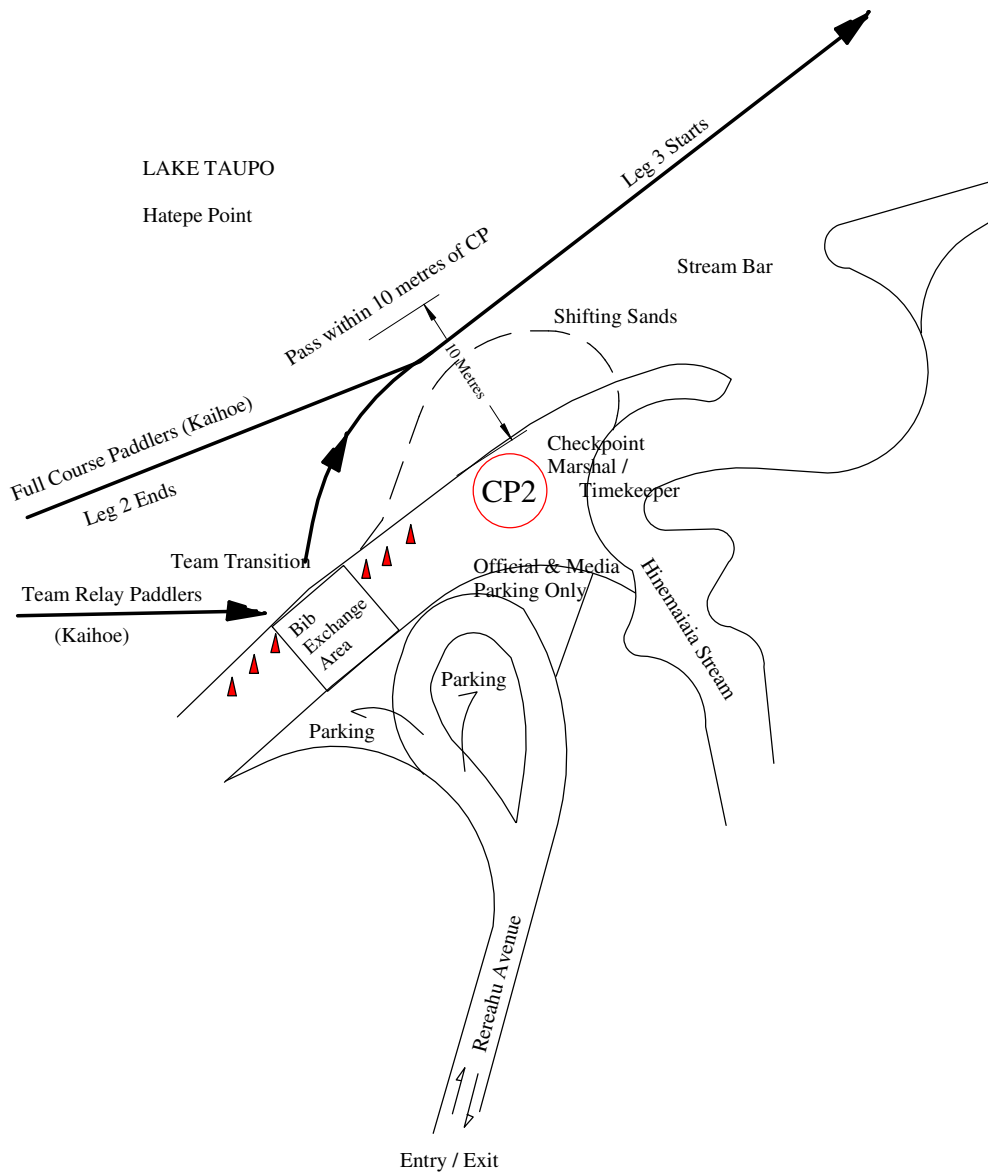 LAKE TAUPO
Hatepe Point
Leg 3 Starts
Stream Bar
Pass within 10 metres of CP
Shifting Sands
10 Metres
Full Course Paddlers (Kaihoe)
Leg 2 Ends
Checkpoint
Marshal /
Timekeeper
CP2
Team Transition
Team Relay Paddlers
(Kaihoe)
Official & Media
Parking Only
Bib
Exchange
Area
Hinemaiaia Stream
Parking
Parking
Rereahu Avenue
Entry / Exit